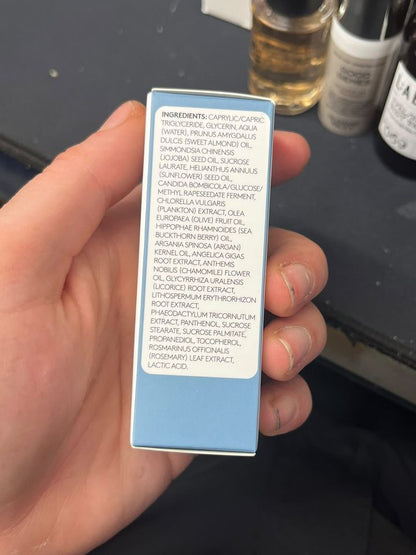 INGREDIENTS: CAPRYLIC/CAPRIC
TRIGLYCERIDE, GLYCERIN, AQUA
(WATER), PRUNUS AMYGDALUS
DULCIS (SWEET ALMOND) OIL,
SIMMONDSIA CHINENSIS
(JOJOBA) SEED OIL, SUCROSE
LAURATE, HELIANTHUS ANNUUS
(SUNFLOWER) SEED OIL,
CANDIDA BOMBICOLA/GLUCOSE/
METHYL RAPESEEDATE FERMENT,
CHLORELLA VULGARIS
(PLANKTON) EXTRACT, OLEA
EUROPAEA (OLIVE) FRUIT OIL,
HIPPOPHAE RHAMNOIDES (SEA
BUCKTHORN BERRY) OIL,
ARGANIA SPINOSA (ARGAN)
KERNEL OIL, ANGELICA GIGAS
ROOT EXTRACT, ANTHEMIS
NOBILIS (CHAMOMILE) FLOWER
OIL, GLYCYRRHIZA URALENSIS
(LICORICE) ROOT EXTRACT,
LITHOSPERMUM ERYTHRORHIZON
ROOT EXTRACT,
PHAEODACTYLUM TRICORNUTUM
EXTRACT, PANTHENOL, SUCROSE
STEARATE, SUCROSE PALMITATE,
PROPANEDIOL, TOCOPHEROL,
ROSMARINUS OFFICINALIS
(ROSEMARY) LEAF EXTRACT,
LACTIC ACID.